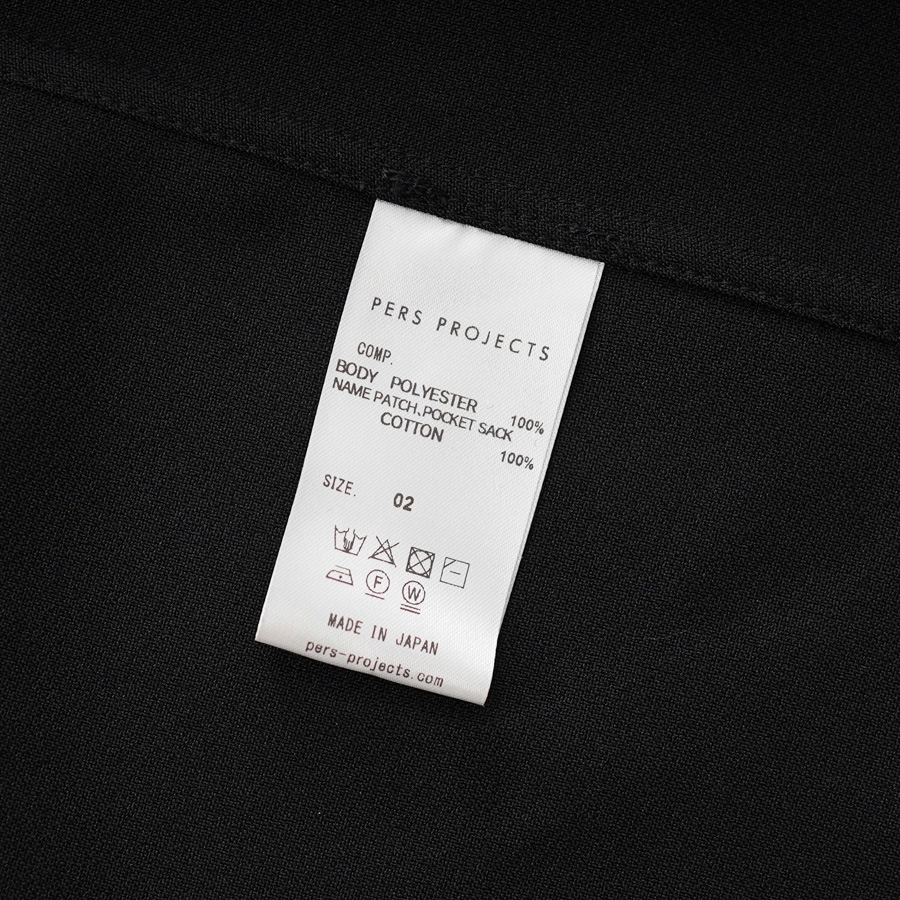 PERS PROJECTS
COMP.
BODY POLYESTER 100%
NAME PATCH.POCKET SACK
COTTON 100%
SIZE. 02
F W
MADE IN JAPAN
pers-projects.com